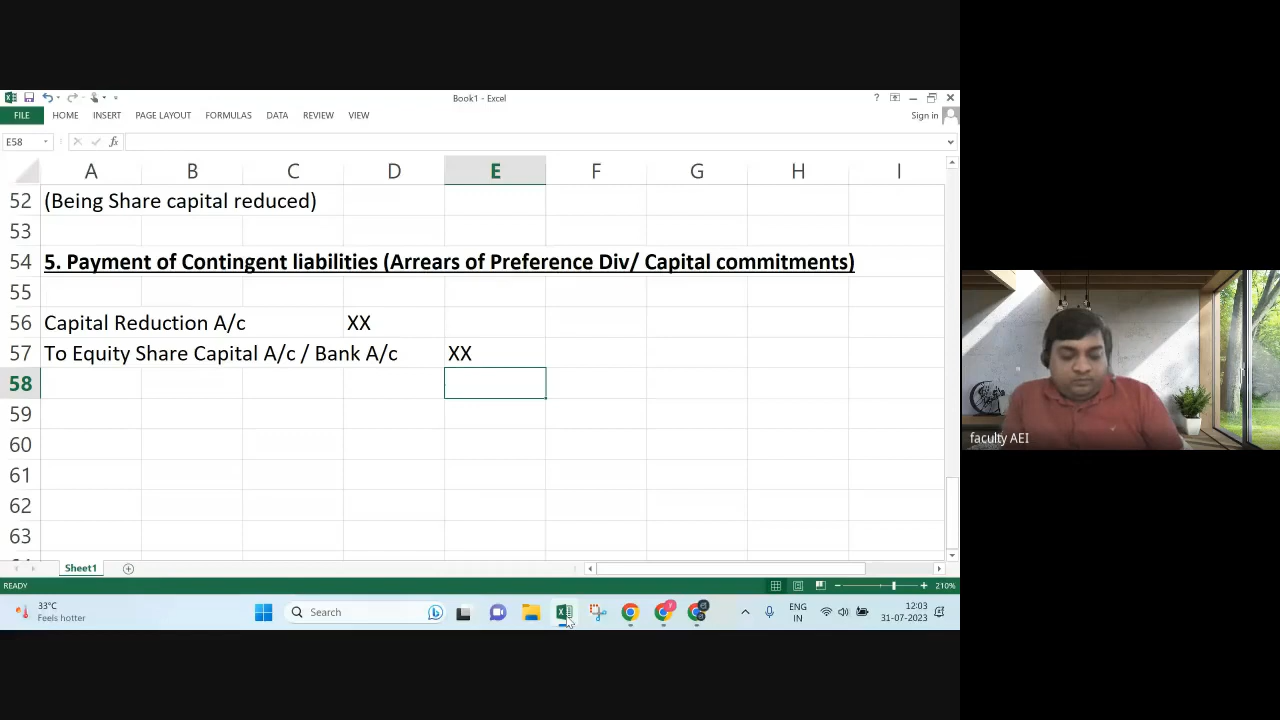 Book1 - Excel
?
FILE HOME INSERT PAGE LAYOUT FORMULAS DATA REVIEW VIEW
Sign in
E58 fx
A B C D E F G H I
52 (Being Share capital reduced)
53
54 5. Payment of Contingent liabilities (Arrears of Preference Div/ Capital commitments)
55
56 Capital Reduction A/c XX
57 To Equity Share Capital A/c / Bank A/c XX
58
59
60
61
62
63
faculty AEI
Sheet1
READY 210%
33°C
Feels hotter
Search
ENG
IN
12:03
31-07-2023